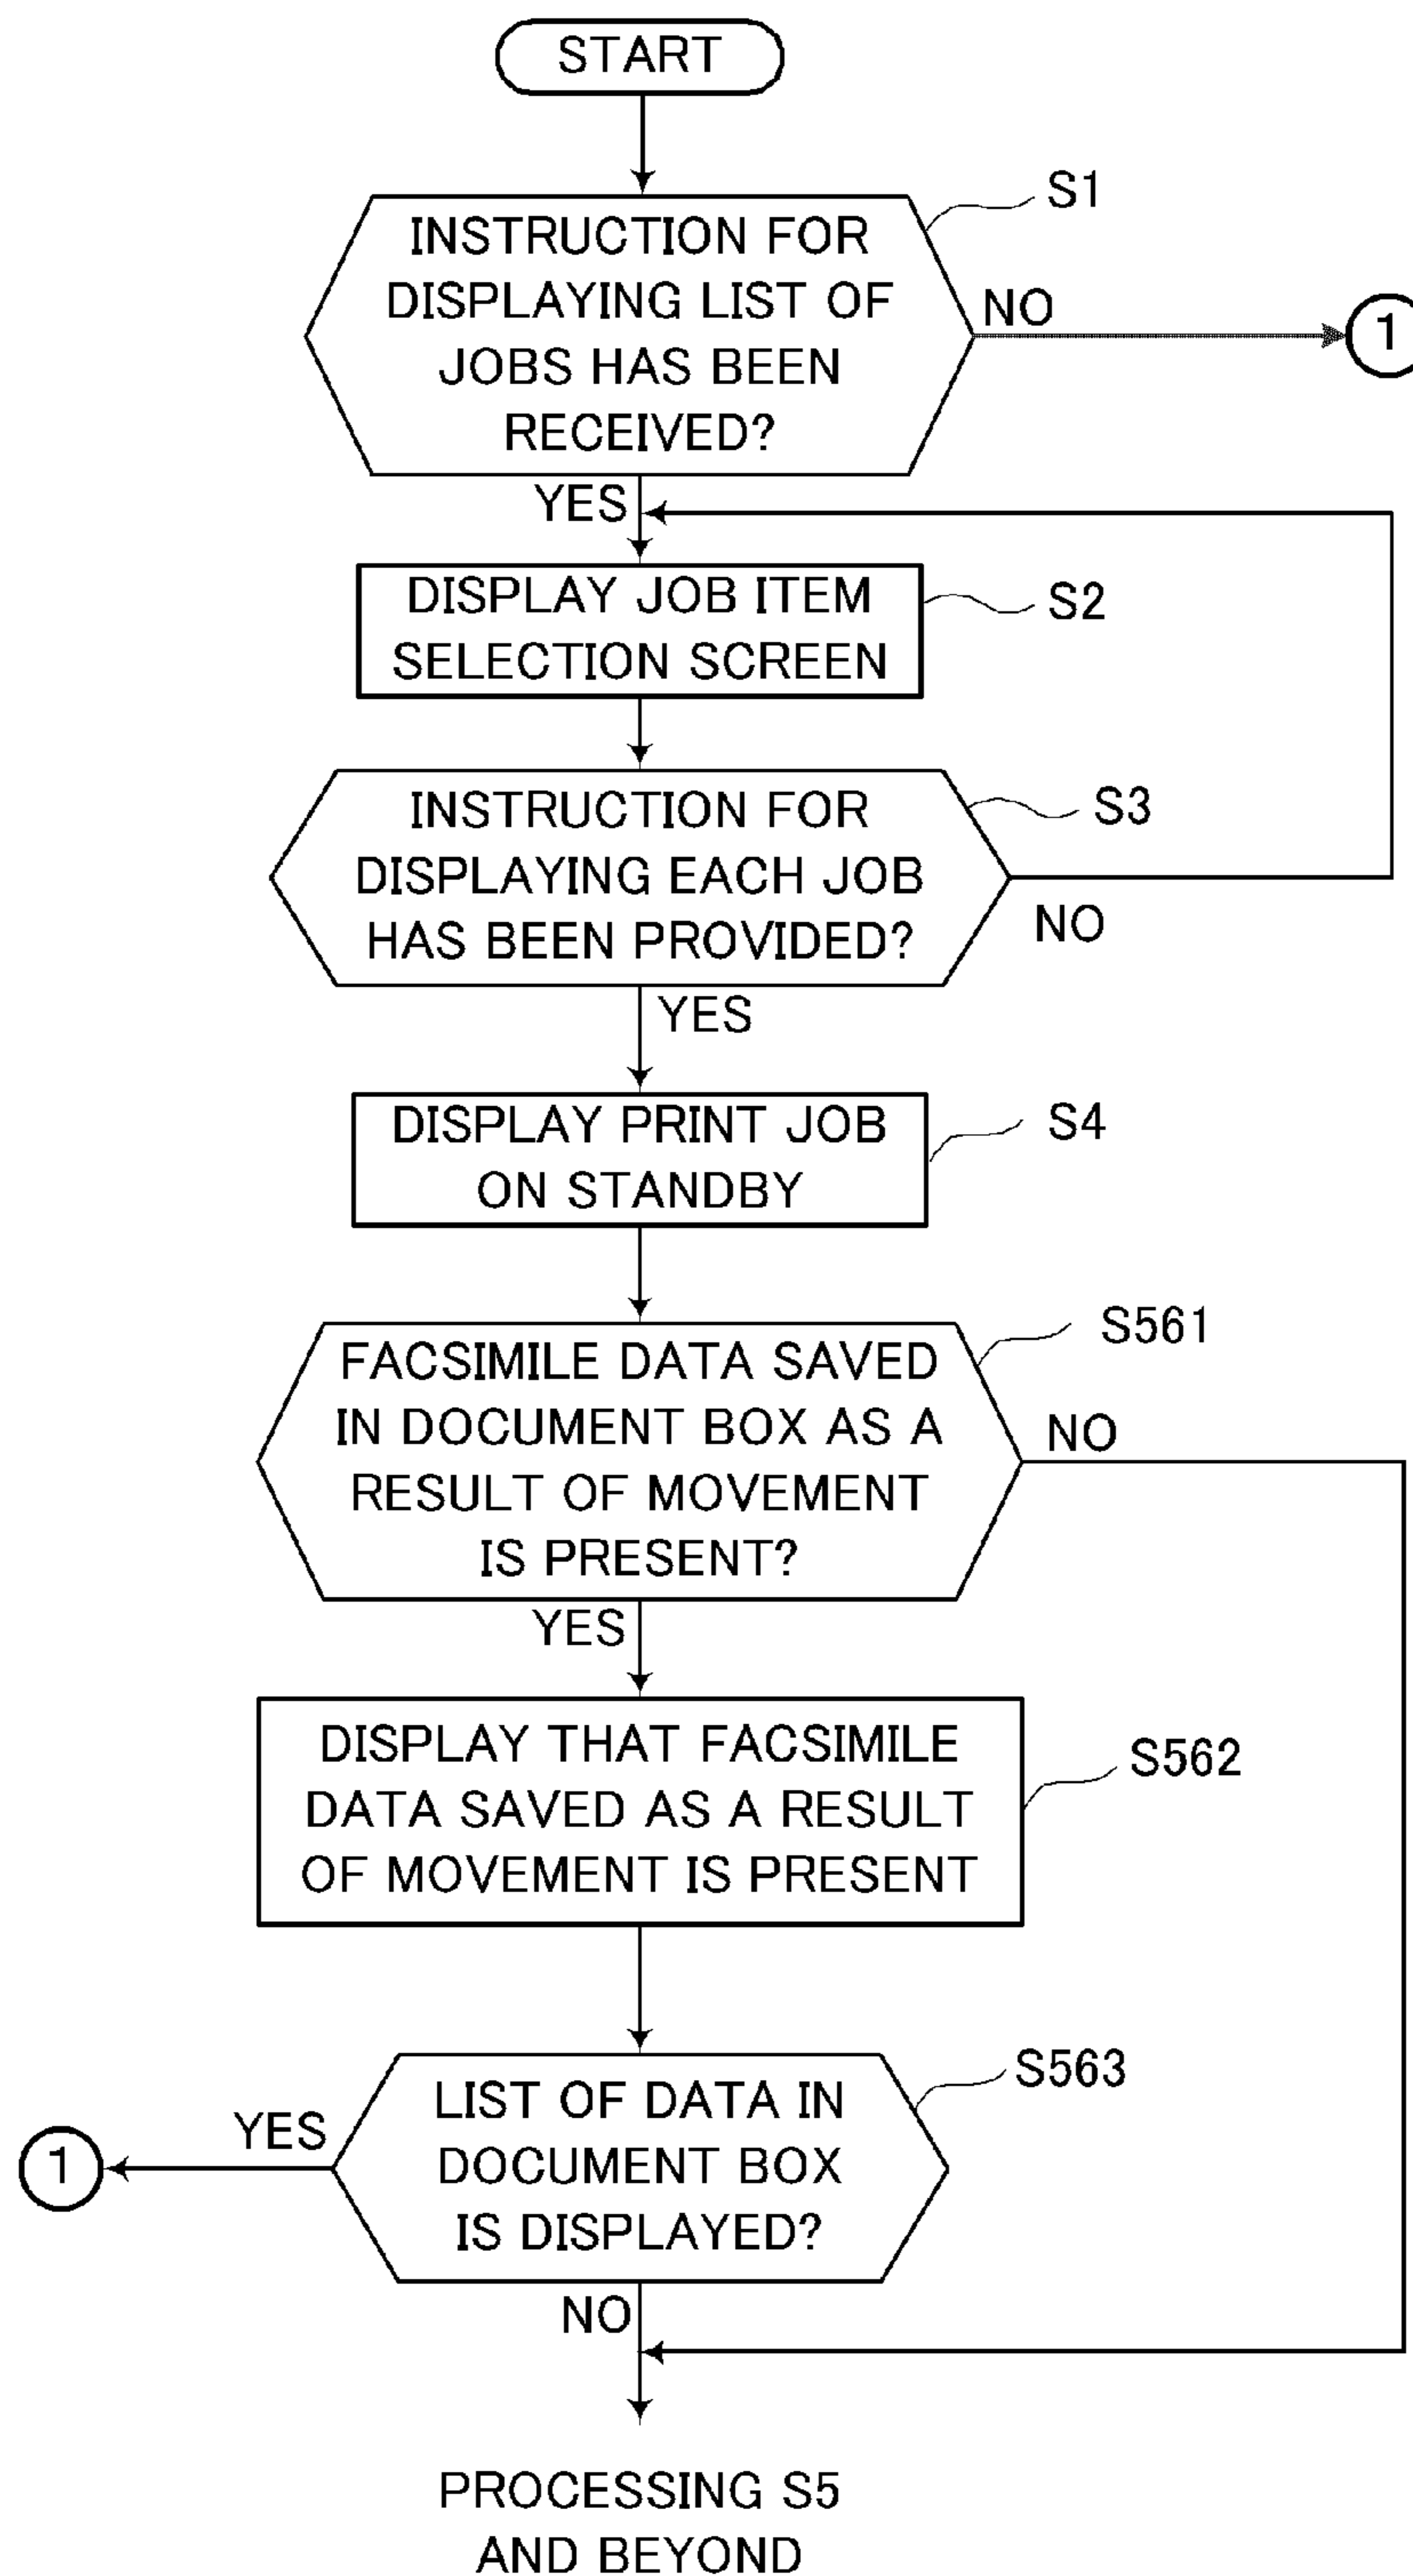 START
S1
INSTRUCTION FOR
DISPLAYING LIST OF
JOBS HAS BEEN
RECEIVED?
NO
1
YES
DISPLAY JOB ITEM
SELECTION SCREEN
S2
INSTRUCTION FOR
DISPLAYING EACH JOB
HAS BEEN PROVIDED?
S3
NO
YES
DISPLAY PRINT JOB
ON STANDBY
S4
S561
FACSIMILE DATA SAVED
IN DOCUMENT BOX AS A
RESULT OF MOVEMENT
IS PRESENT?
NO
YES
DISPLAY THAT FACSIMILE
DATA SAVED AS A RESULT
OF MOVEMENT IS PRESENT
S562
S563
LIST OF DATA IN
DOCUMENT BOX
IS DISPLAYED?
YES
1
NO
PROCESSING S5
AND BEYOND